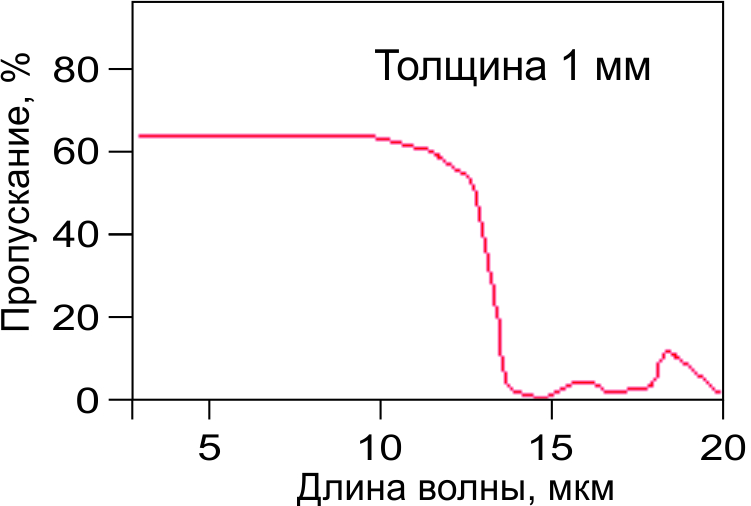 Толщина 1 мм
Пропускание, %
80
60
40
20
0
5 10 15 20
Длина волны, мкм